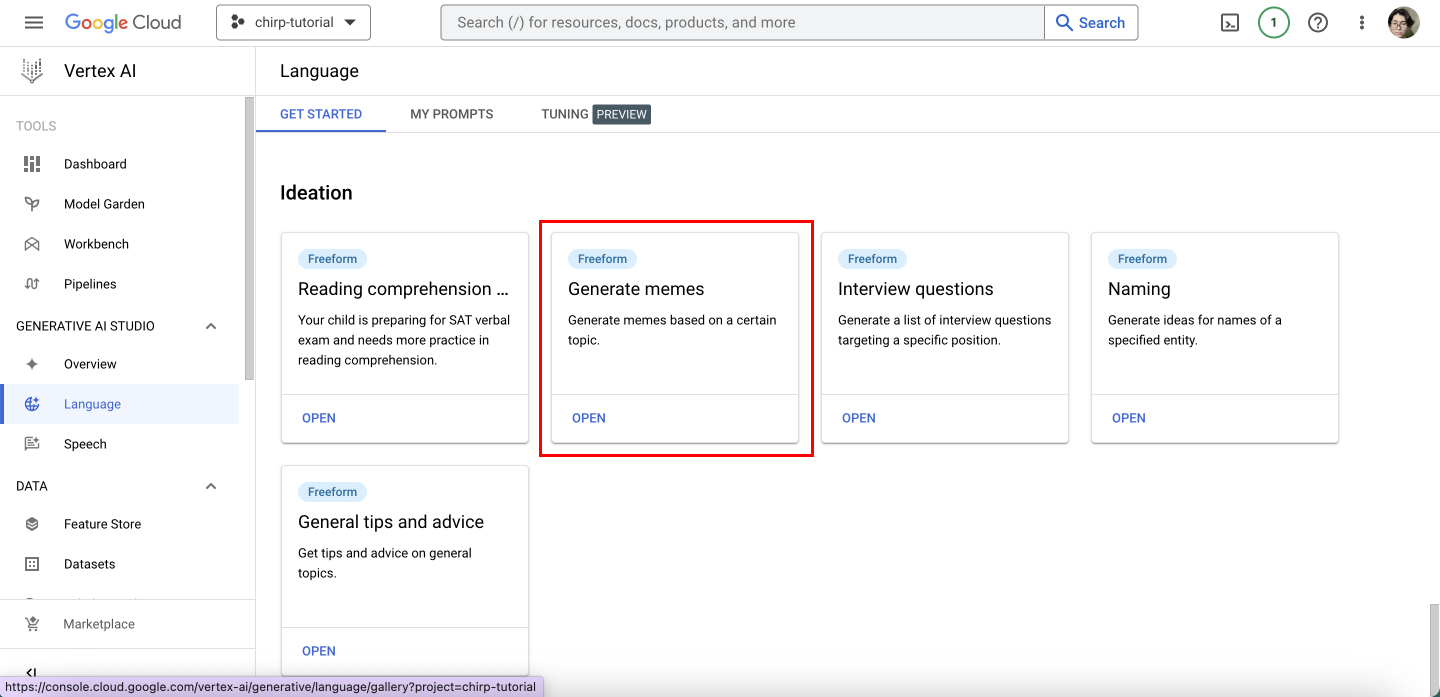 Google Cloud
chirp-tutorial
Search (/) for resources, docs, products, and more
Search
1
Vertex AI
Language
GET STARTED
MY PROMPTS
TUNING PREVIEW
TOOLS
Dashboard
Model Garden
Workbench
Pipelines
GENERATIVE AI STUDIO
Overview
Language
Speech
DATA
Feature Store
Datasets
Marketplace
Ideation
Freeform
Reading comprehension ...
Your child is preparing for SAT verbal
exam and needs more practice in
reading comprehension.
OPEN
Freeform
Generate memes
Generate memes based on a certain
topic.
OPEN
Freeform
Interview questions
Generate a list of interview questions
targeting a specific position.
OPEN
Freeform
Naming
Generate ideas for names of a
specified entity.
OPEN
Freeform
General tips and advice
Get tips and advice on general
topics.
OPEN
https://console.cloud.google.com/vertex-ai/generative/language/gallery?project=chirp-tutorial